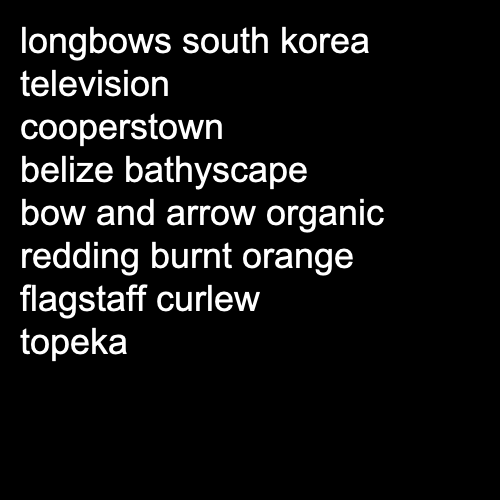 longbows south korea
television
cooperstown
belize bathyscape
bow and arrow organic
redding burnt orange
flagstaff curlew
topeka